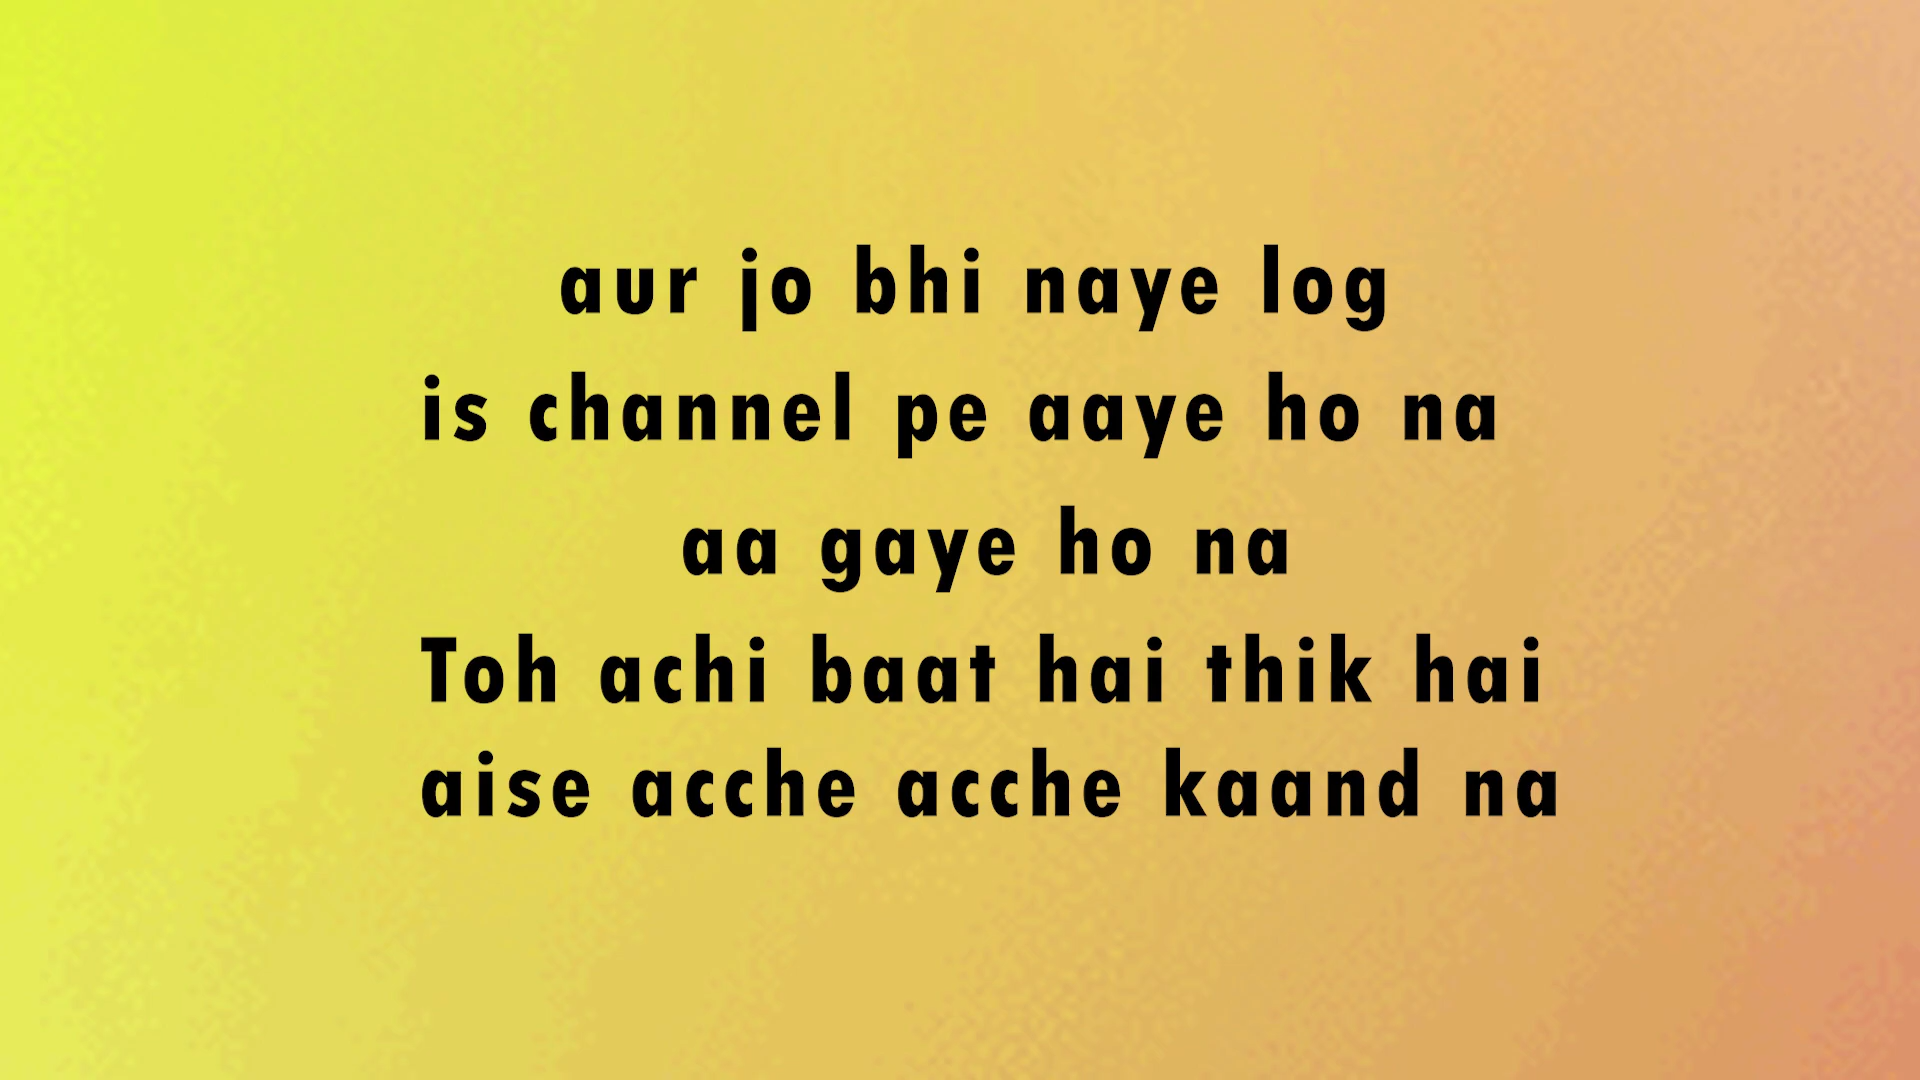 aur jo bhi naye log
is channel pe aaye ho na
aa gaye ho na
Toh achi baat hai thik hai
aise acche acche kaand na